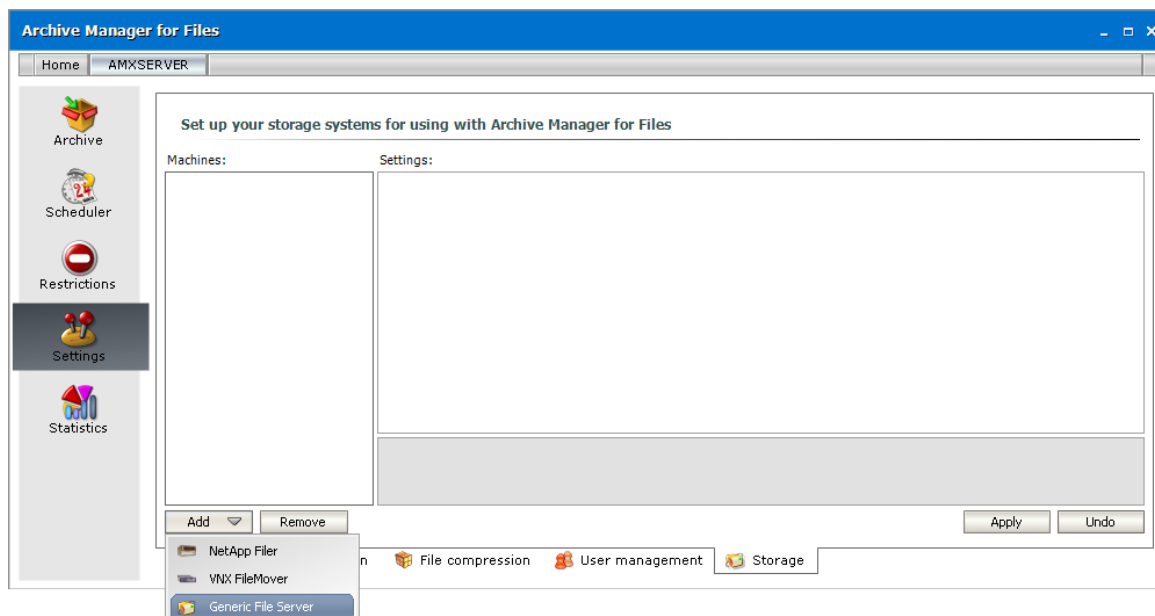 Archive Manager for Files
Home AMXSERVER
Archive
Scheduler
Restrictions
Settings
Statistics
Set up your storage systems for using with Archive Manager for Files
Machines: Settings:
Add Remove Apply Undo
NetApp Filer
VNX FileMover
Generic File Server
n File compression User management Storage